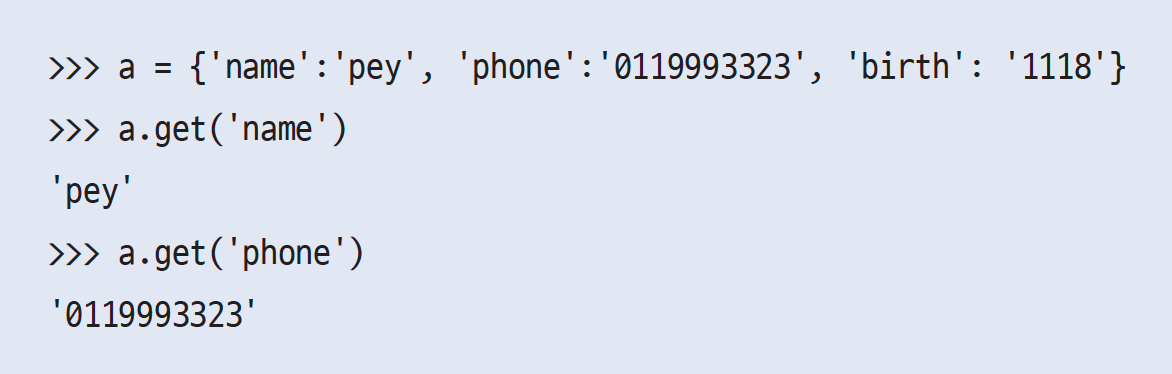 >>> a = {'name':'pey', 'phone':'0119993323', 'birth': '1118'}
>>> a.get('name')
'pey'
>>> a.get('phone')
'0119993323'